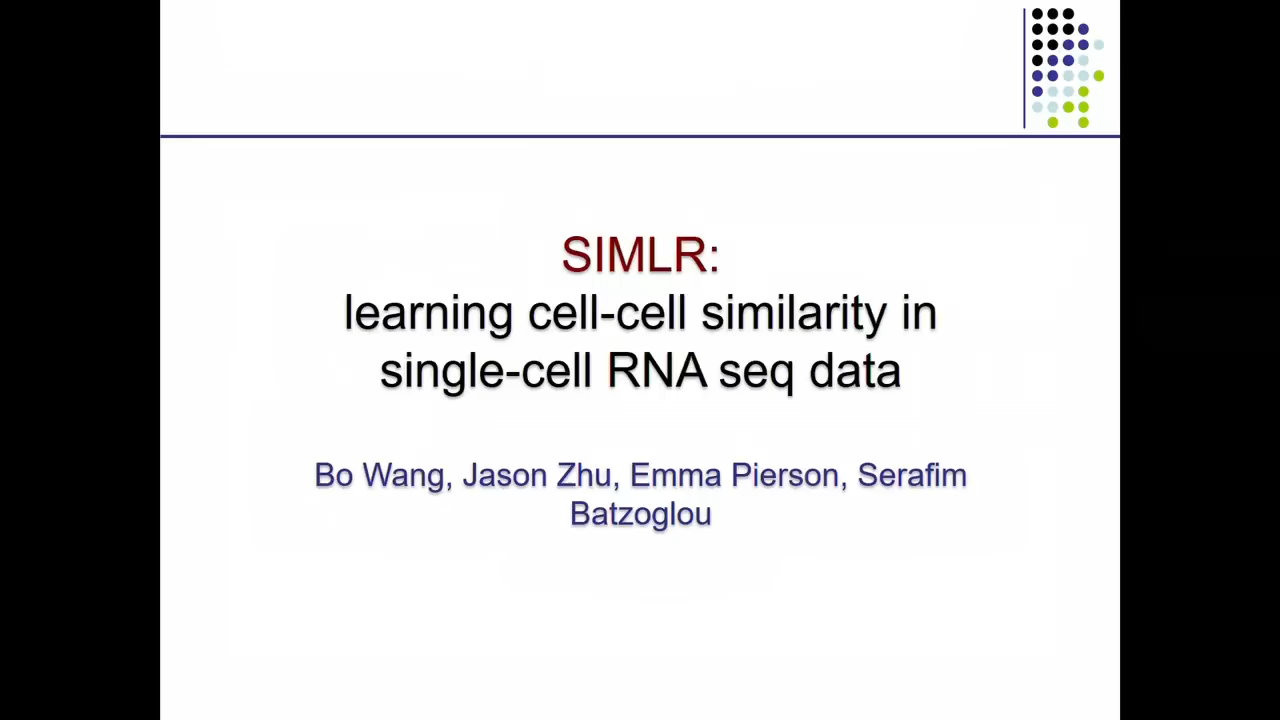 SIMLR:
learning cell-cell similarity in
single-cell RNA seq data
Bo Wang, Jason Zhu, Emma Pierson, Serafim
Batzoglou